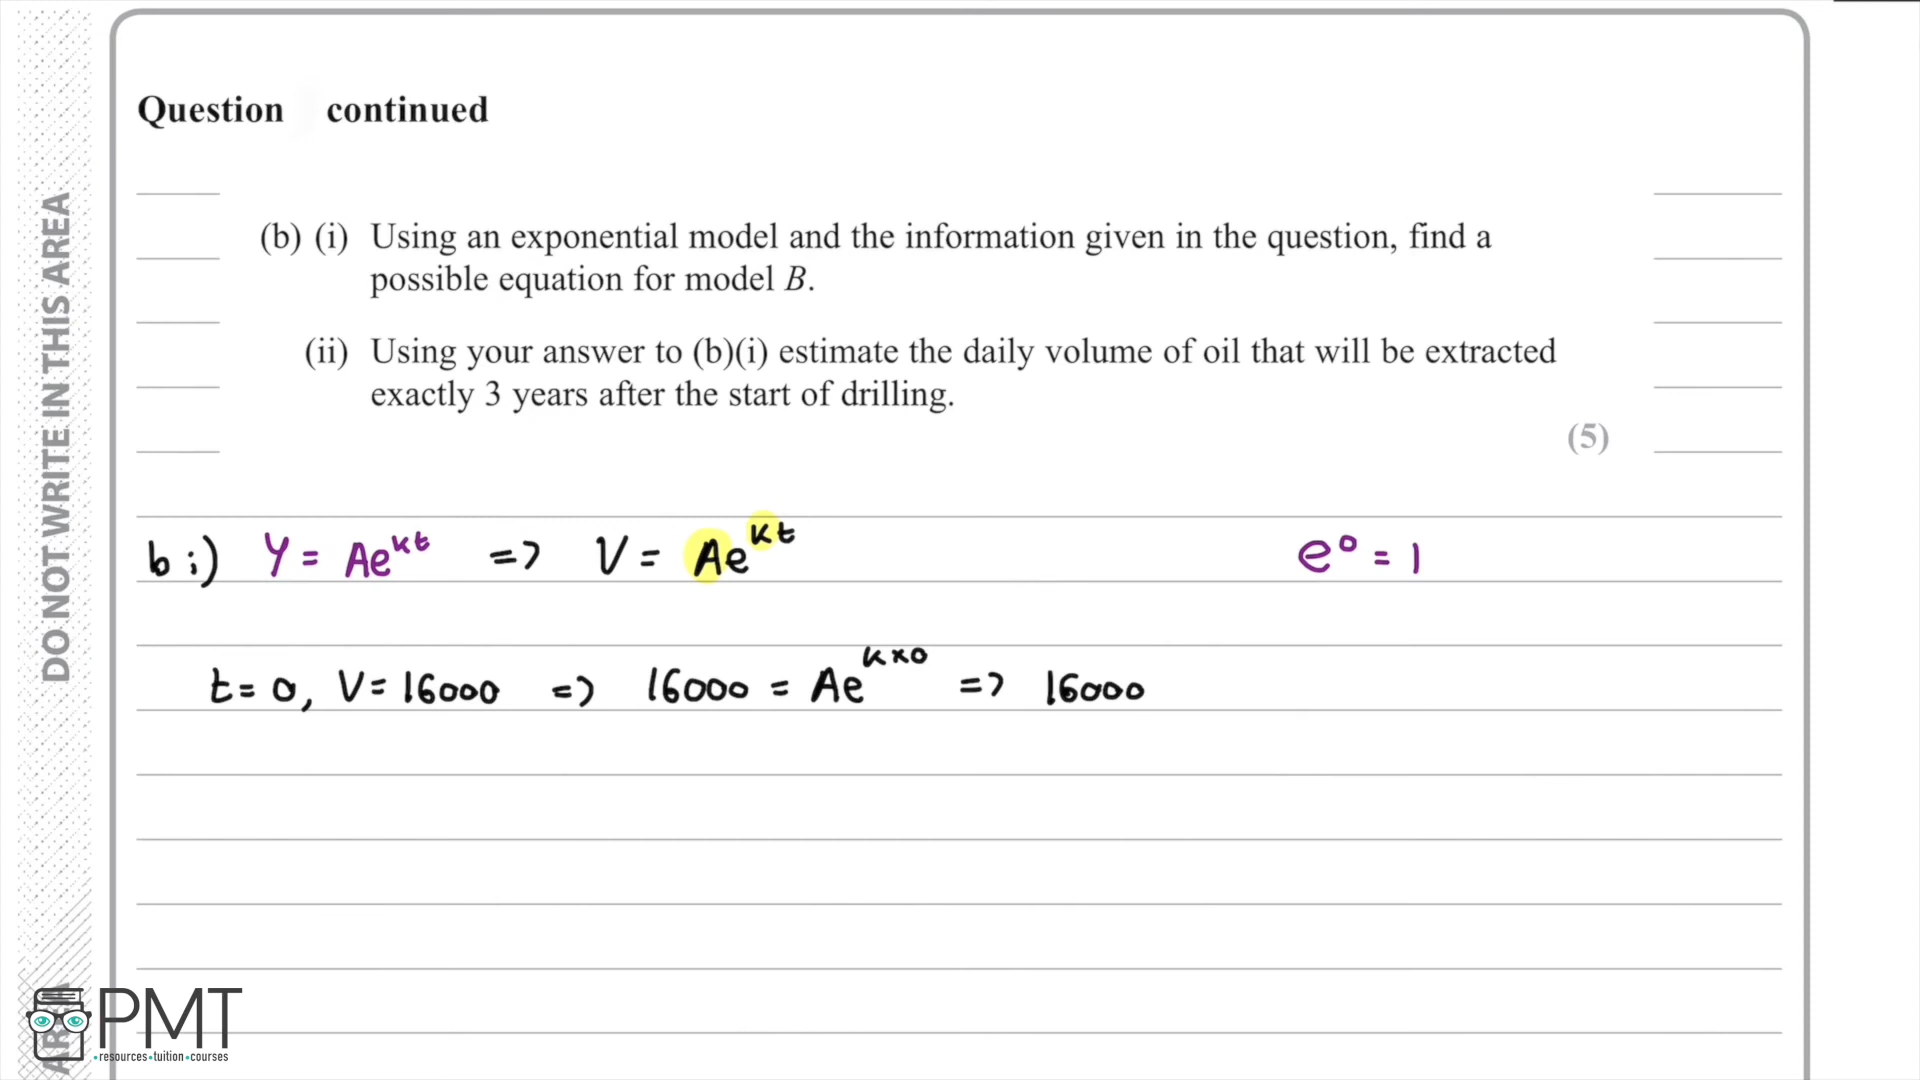 DO NOT WRITE IN THIS AREA
Question continued
(b) (i) Using an exponential model and the information given in the question, find a
possible equation for model B.
(ii) Using your answer to (b)(i) estimate the daily volume of oil that will be extracted
exactly 3 years after the start of drilling.
(5)
b i) Y = Ae^kt => V = Ae^kt e^0 = 1
t = 0, V = 16000 => 16000 = Ae^k×0 => 16000
AREA
PMT
resources•tuition•courses